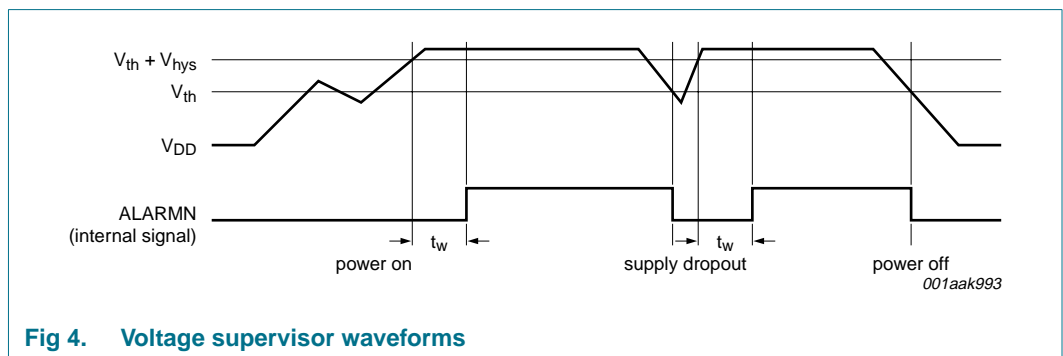 Vth + Vhys
Vth
VDD
ALARMN
(internal signal)
tw
tw
power on
supply dropout
power off
001aak993
Fig 4. Voltage supervisor waveforms